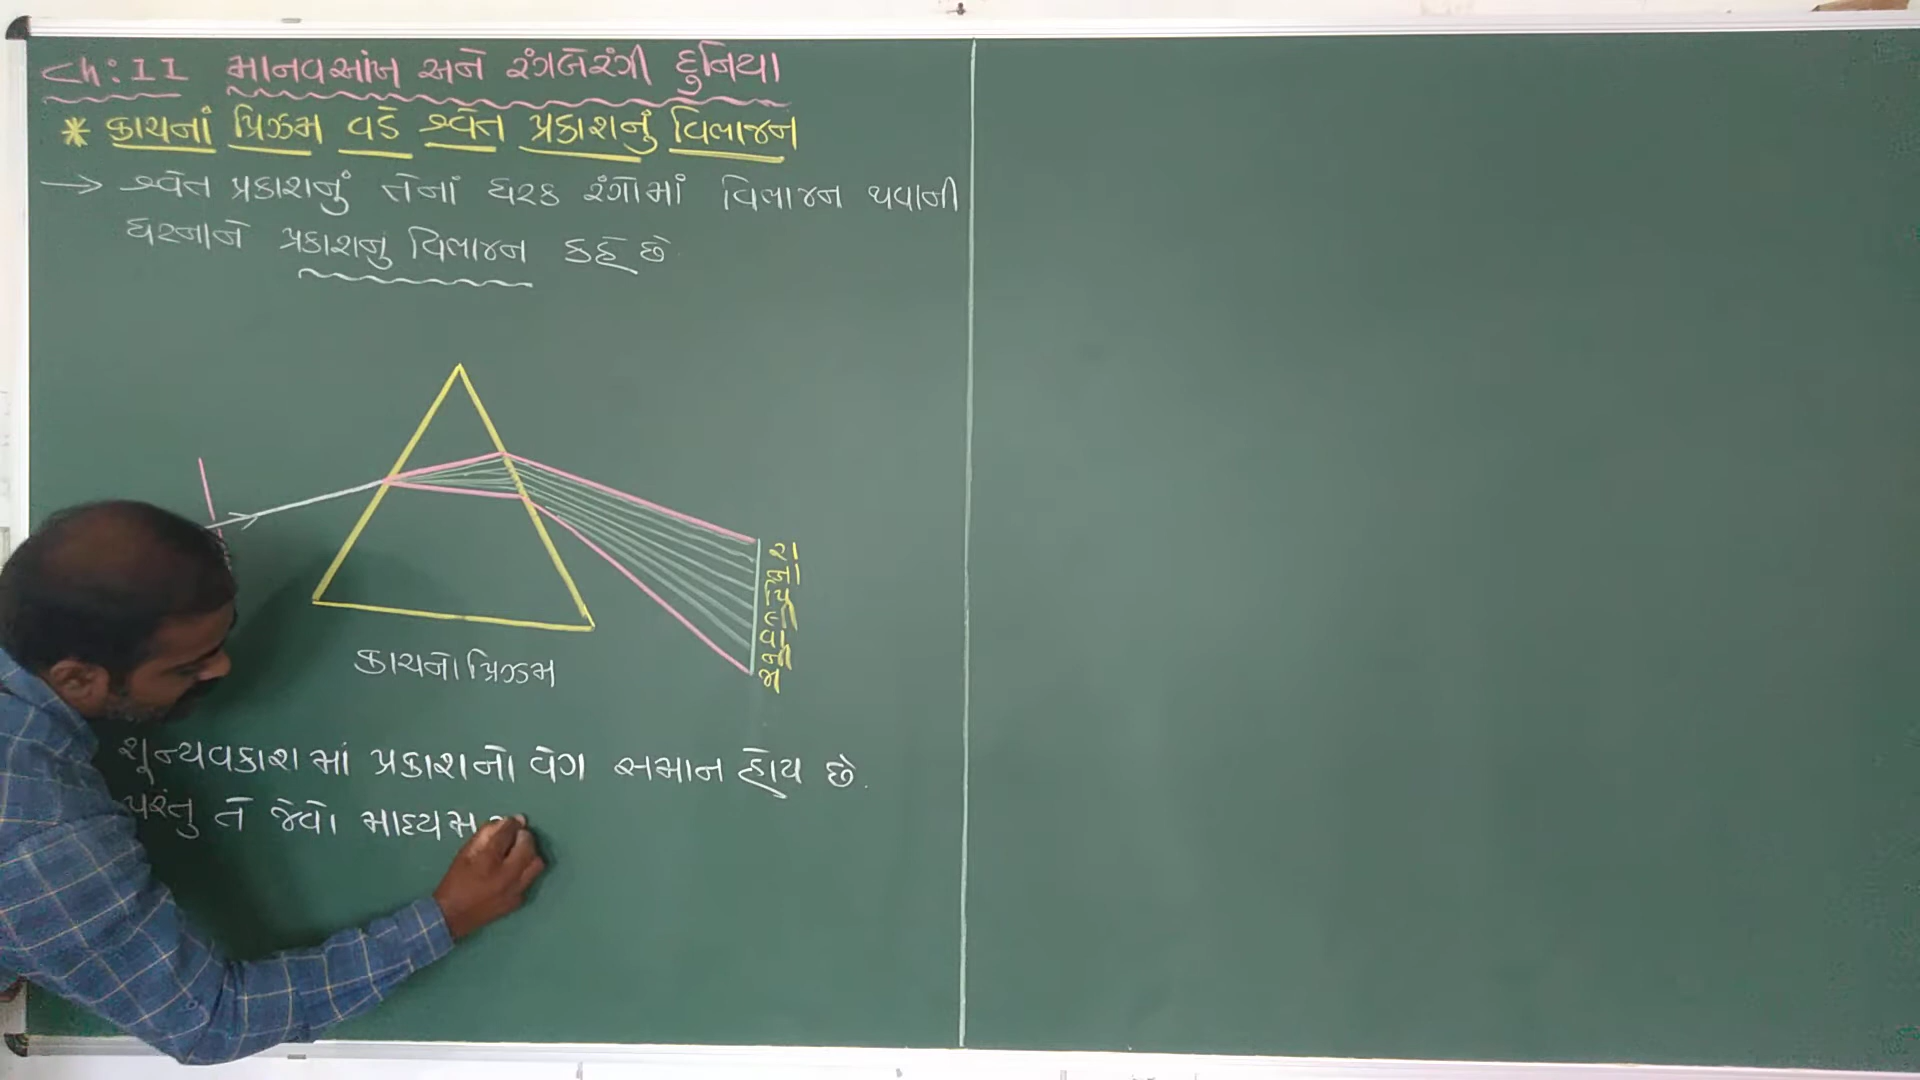 Ch: II માનવઆંખ અને રંગબેરંગી દુનિયા
* કાચનાં પ્રિઝમ વડે શ્વેત પ્રકાશનું વિભાજન
→ શ્વેત પ્રકાશનું તેનાં ઘટક રંગોમાં વિભાજન થવાની
ઘટનાને પ્રકાશનુ વિભાજન કહે છે
રા
ના
પિ
લી
વા
ની
જા
કાચનો પ્રિઝમ
શૂન્યવકાશમાં પ્રકાશનો વેગ સમાન હોય છે.
પરંતુ તે જેવો માધ્યમ